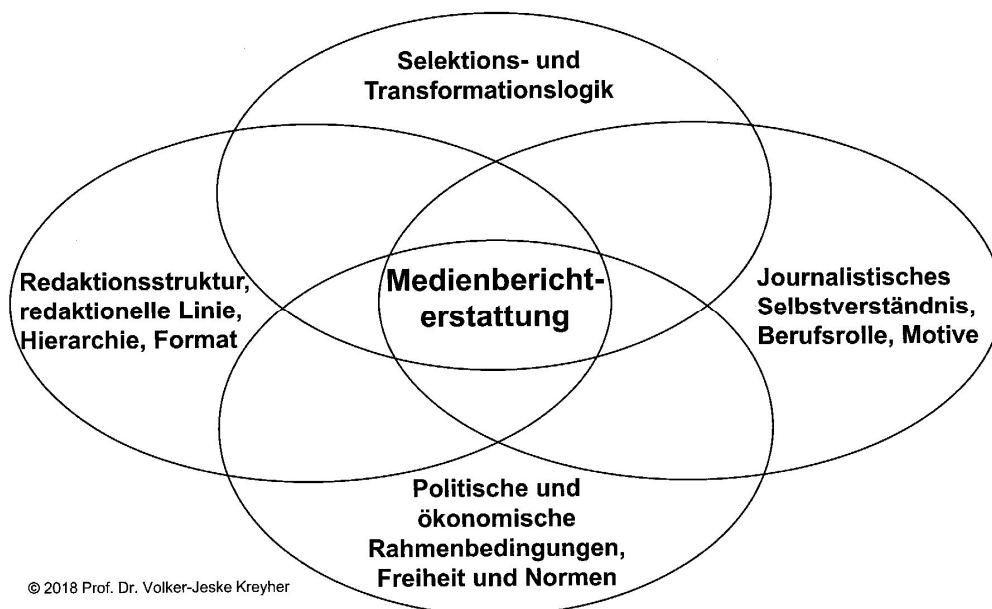 Selektions- und
Transformationslogik
Redaktionsstruktur,
redaktionelle Linie,
Hierarchie, Format
Medienbericht-
erstattung
Journalistisches
Selbstverständnis,
Berufsrolle, Motive
Politische und
ökonomische
Rahmenbedingungen,
Freiheit und Normen
© 2018 Prof. Dr. Volker-Jeske Kreyher